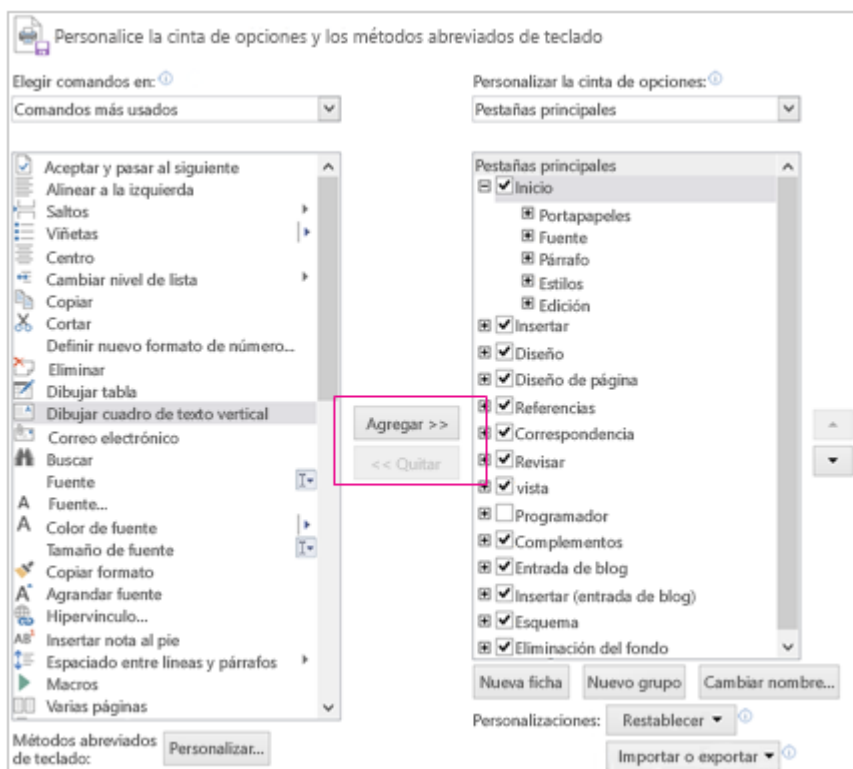 Personalice la cinta de opciones y los métodos abreviados de teclado
Elegir comandos en:
Comandos más usados
Aceptar y pasar al siguiente
Alinear a la izquierda
Saltos
Viñetas
Centro
Cambiar nivel de lista
Copiar
Cortar
Definir nuevo formato de número...
Eliminar
Dibujar tabla
Dibujar cuadro de texto vertical
Correo electrónico
Buscar
Fuente
Fuente...
Color de fuente
Tamaño de fuente
Copiar formato
Agrandar fuente
Hipervínculo...
Insertar nota al pie
Espaciado entre líneas y párrafos
Macros
Varias páginas
Métodos abreviados
de teclado:
Personalizar...
Agregar >>
<< Quitar
Personalizar la cinta de opciones:
Pestañas principales
Pestañas principales
Inicio
Portapapeles
Fuente
Párrafo
Estilos
Edición
Insertar
Diseño
Diseño de página
Referencias
Correspondencia
Revisar
vista
Programador
Complementos
Entrada de blog
Insertar (entrada de blog)
Esquema
Eliminación del fondo
Nueva ficha
Nuevo grupo
Cambiar nombre...
Personalizaciones:
Restablecer
Importar o exportar